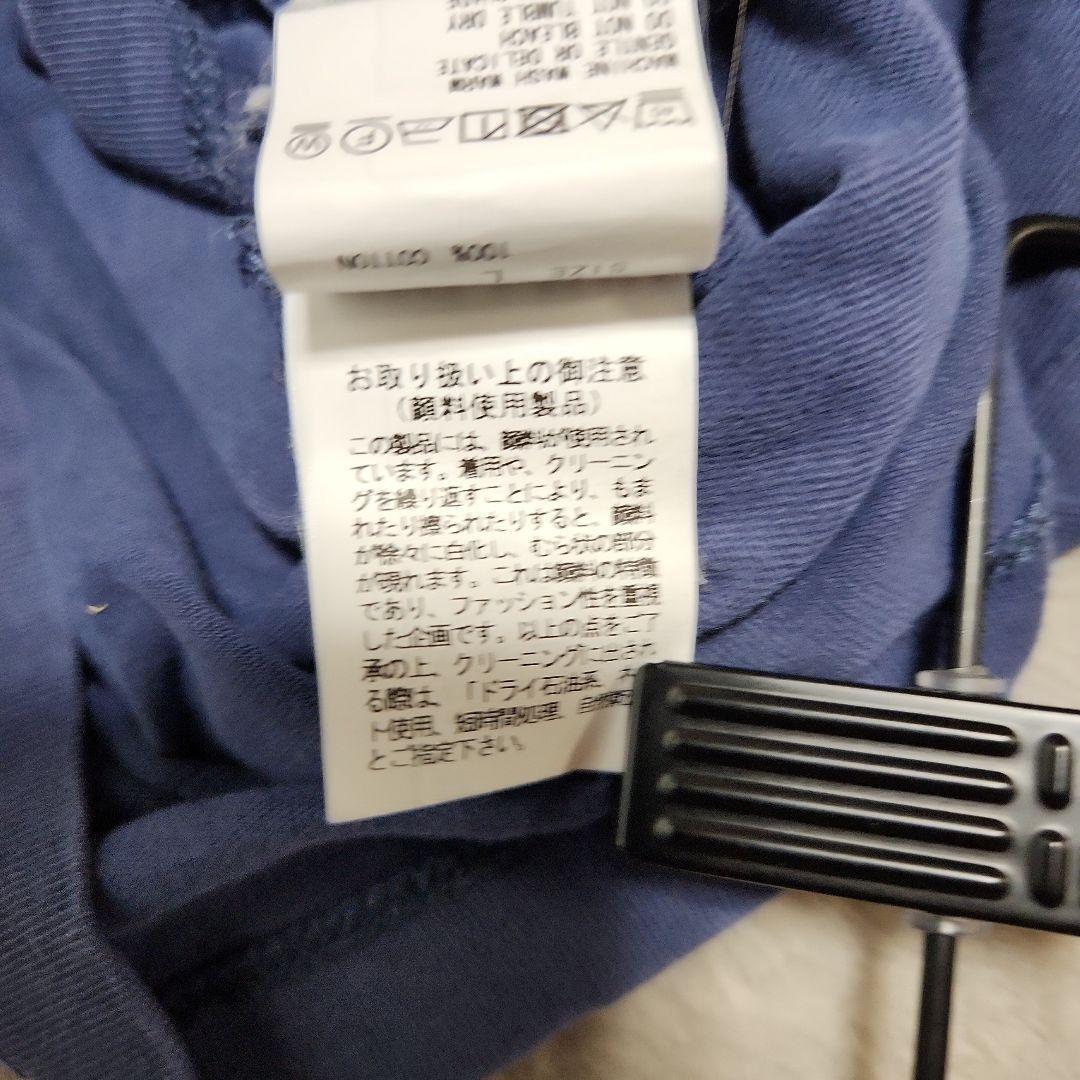 MACHINE WASH WARM
GENTLE OR DELICATE
DO NOT BLEACH
DO NOT TUMBLE DRY
SHADE
W F
SIZE L
100% COTTON
お取り扱い上の御注意
(顔料使用製品)
この製品には、顔料が使用され
ています。着用や、クリーニン
グを繰り返すことにより、もま
れたり擦られたりすると、顔料
が徐々に白化し、むら状の部分
が現れます。これは顔料の特徴
であり、ファッション性を重視
した企画です。以上の点をご了
承の上、クリーニングに出され
る際は、「ドライ石油系、ネッ
ト使用、短時間処理、自然乾
とご指定下さい。